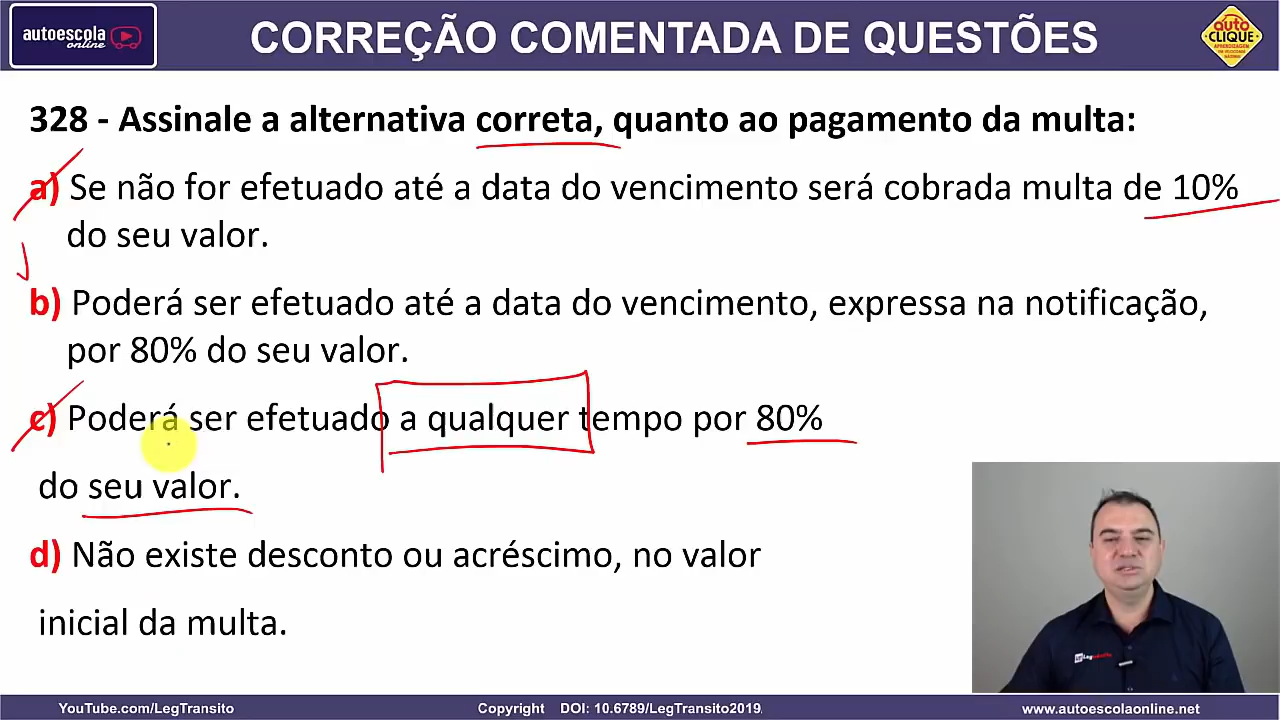 autoescola
online
CORREÇÃO COMENTADA DE QUESTÕES
auto
CLIQUE
APRENDIZAGEM
328 - Assinale a alternativa correta, quanto ao pagamento da multa:
a) Se não for efetuado até a data do vencimento será cobrada multa de 10%
do seu valor.
b) Poderá ser efetuado até a data do vencimento, expressa na notificação,
por 80% do seu valor.
c) Poderá ser efetuado a qualquer tempo por 80%
do seu valor.
d) Não existe desconto ou acréscimo, no valor
inicial da multa.
YouTube.com/LegTransito
Copyright DOI: 10.6789/LegTransito2019
www.autoescolaonline.net